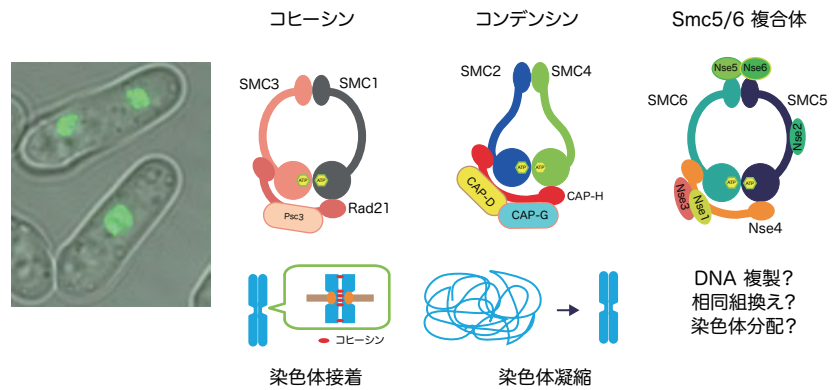 コヒーシン
コンデンシン
Smc5/6 複合体
SMC3
SMC1
ATP
ATP
Rad21
Psc3
SMC2
SMC4
ATP
ATP
CAP-H
CAP-D
CAP-G
Nse5
Nse6
SMC6
SMC5
Nse2
ATP
ATP
Nse3
Nse1
Nse4
コヒーシン
染色体接着
染色体凝縮
DNA 複製?
相同組換え?
染色体分配?